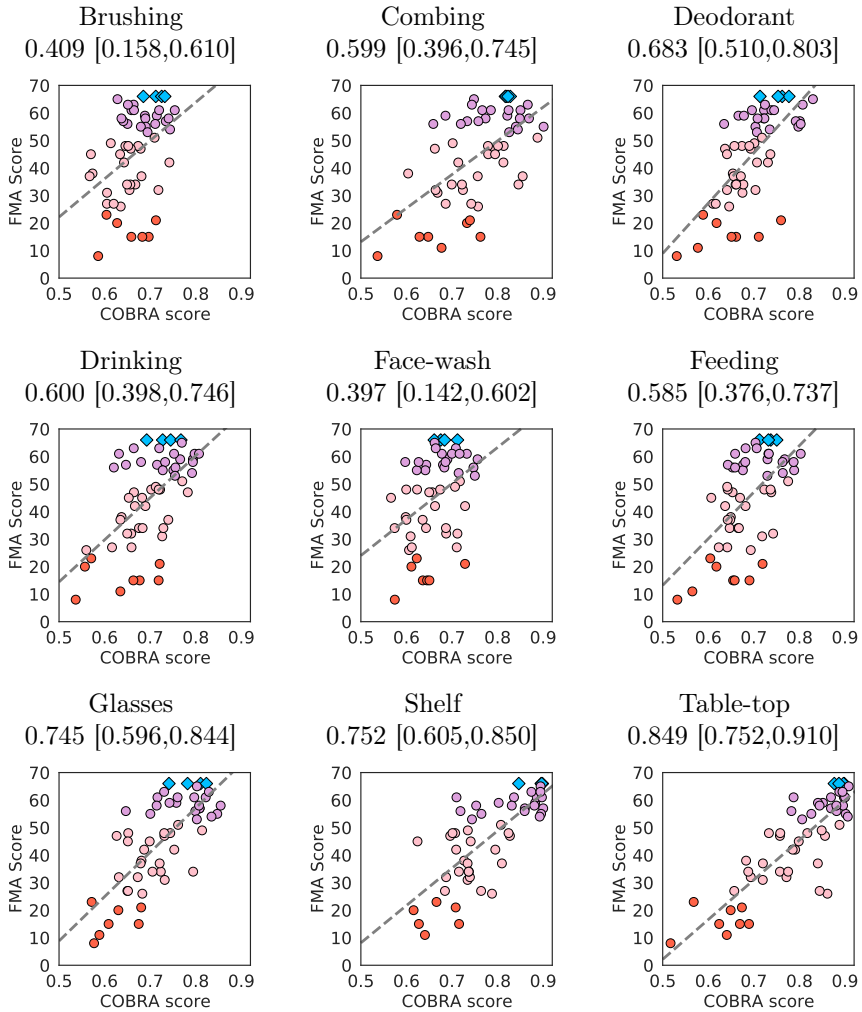 Brushing
0.409 [0.158,0.610]
FMA Score
70
60
50
40
30
20
10
0
0.5 0.6 0.7 0.8 0.9
COBRA score
Combing
0.599 [0.396,0.745]
FMA Score
70
60
50
40
30
20
10
0
0.5 0.6 0.7 0.8 0.9
COBRA score
Deodorant
0.683 [0.510,0.803]
FMA Score
70
60
50
40
30
20
10
0
0.5 0.6 0.7 0.8 0.9
COBRA score
Drinking
0.600 [0.398,0.746]
FMA Score
70
60
50
40
30
20
10
0
0.5 0.6 0.7 0.8 0.9
COBRA score
Face-wash
0.397 [0.142,0.602]
FMA Score
70
60
50
40
30
20
10
0
0.5 0.6 0.7 0.8 0.9
COBRA score
Feeding
0.585 [0.376,0.737]
FMA Score
70
60
50
40
30
20
10
0
0.5 0.6 0.7 0.8 0.9
COBRA score
Glasses
0.745 [0.596,0.844]
FMA Score
70
60
50
40
30
20
10
0
0.5 0.6 0.7 0.8 0.9
COBRA score
Shelf
0.752 [0.605,0.850]
FMA Score
70
60
50
40
30
20
10
0
0.5 0.6 0.7 0.8 0.9
COBRA score
Table-top
0.849 [0.752,0.910]
FMA Score
70
60
50
40
30
20
10
0
0.5 0.6 0.7 0.8 0.9
COBRA score